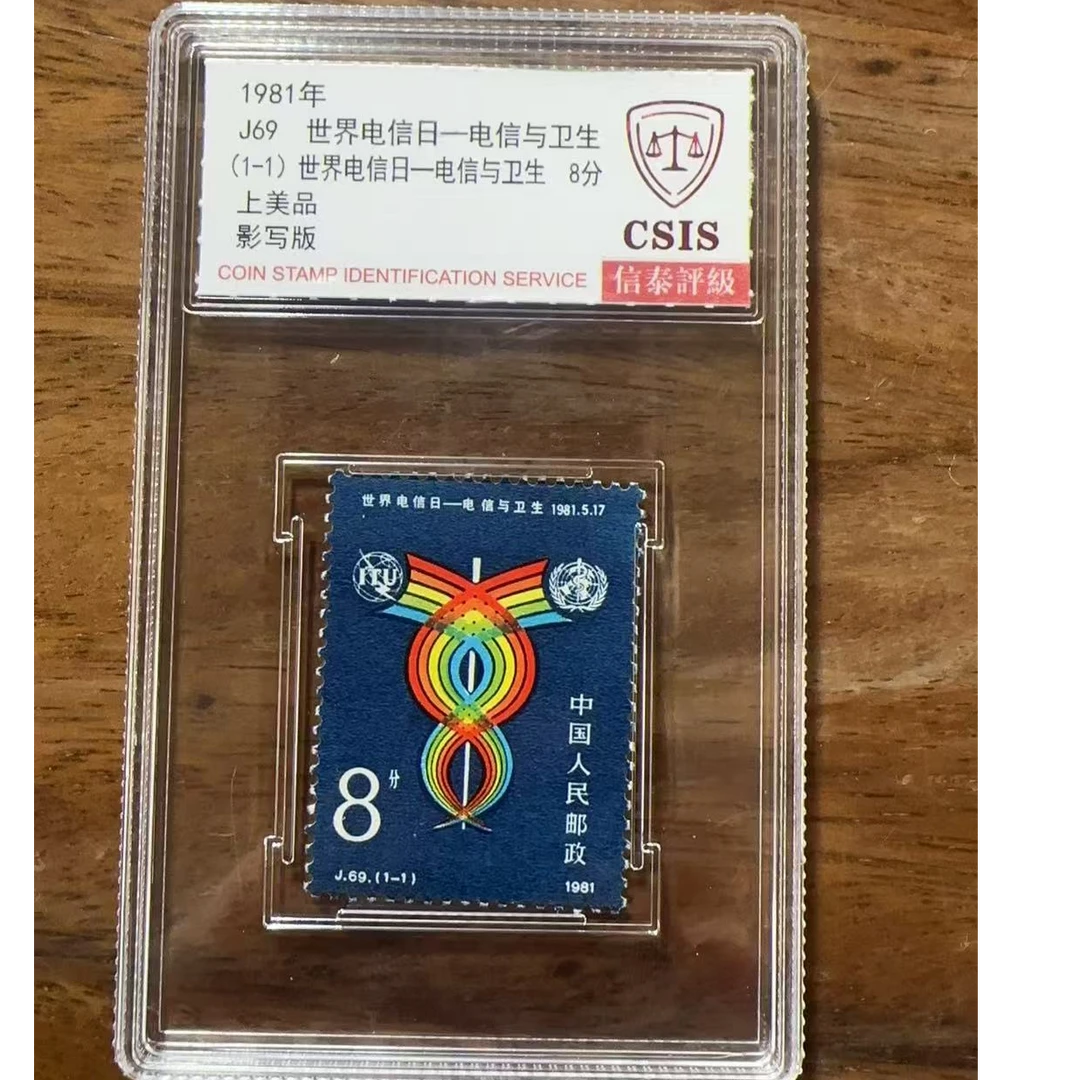 1981年
J69 世界电信日—电信与卫生
(1-1) 世界电信日—电信与卫生 8分
上美品
影写版
CSIS
COIN STAMP IDENTIFICATION SERVICE
信泰評級
世界电信日—电信与卫生 1981.5.17
ITU
中国人民邮政
8分
J.69.(1-1)
1981